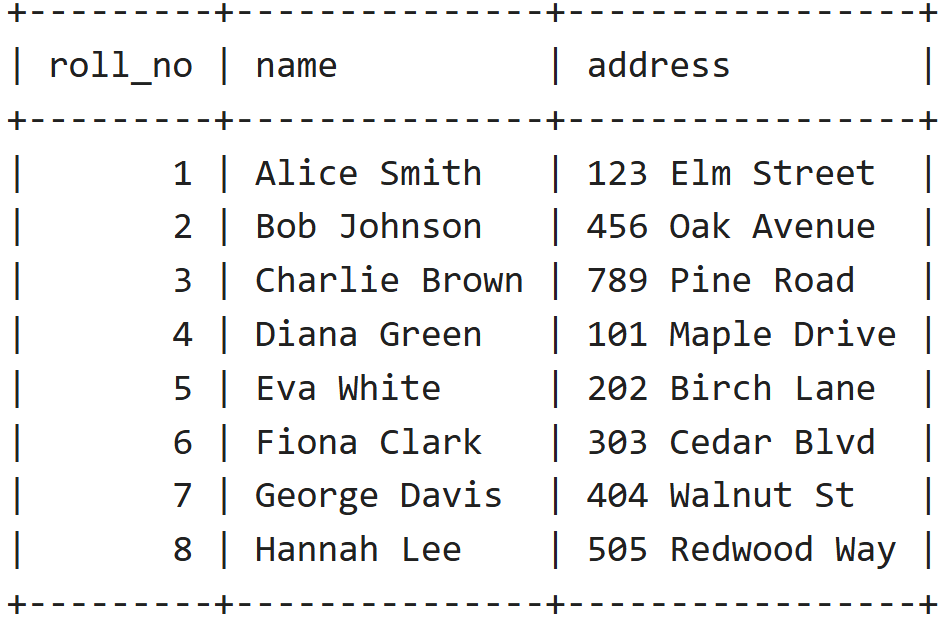 +---------+---------------+-----------------+
| roll_no | name          | address         |
+---------+---------------+-----------------+
|       1 | Alice Smith   | 123 Elm Street  |
|       2 | Bob Johnson   | 456 Oak Avenue  |
|       3 | Charlie Brown | 789 Pine Road   |
|       4 | Diana Green   | 101 Maple Drive |
|       5 | Eva White     | 202 Birch Lane  |
|       6 | Fiona Clark   | 303 Cedar Blvd  |
|       7 | George Davis  | 404 Walnut St   |
|       8 | Hannah Lee    | 505 Redwood Way |
+---------+---------------+-----------------+